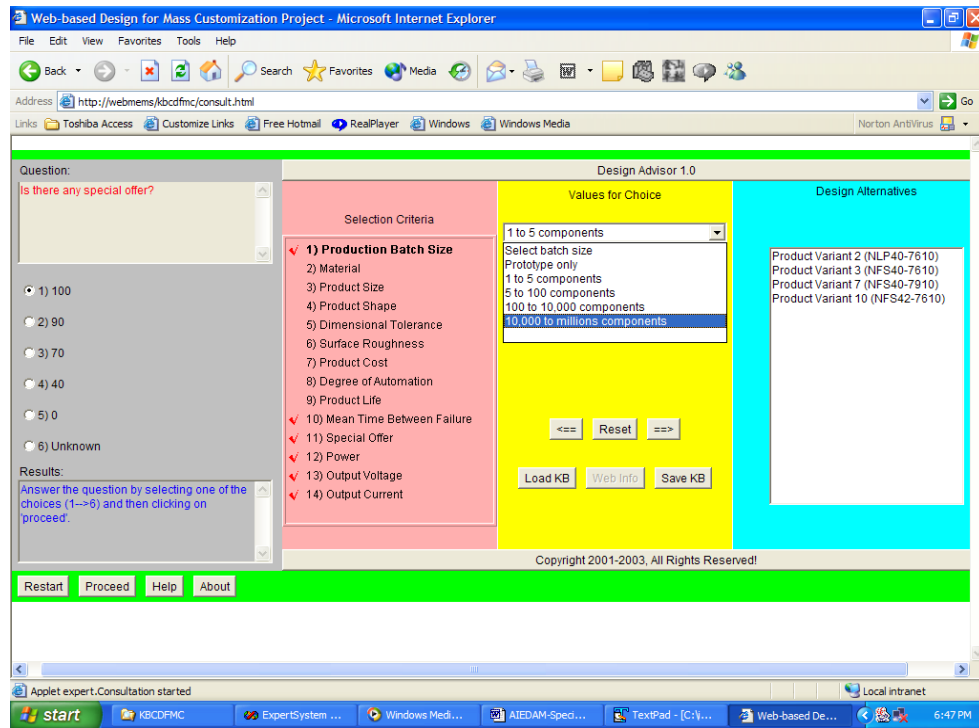 Web-based Design for Mass Customization Project - Microsoft Internet Explorer
File Edit View Favorites Tools Help
Back Search Favorites Media
Address http://webmems/kbcdfmc/consult.html Go
Links Toshiba Access Customize Links Free Hotmail RealPlayer Windows Windows Media Norton AntiVirus
Question:
Is there any special offer?
1) 100
2) 90
3) 70
4) 40
5) 0
6) Unknown
Results:
Answer the question by selecting one of the
choices (1-->6) and then clicking on
'proceed'.
Design Advisor 1.0
Selection Criteria
1) Production Batch Size
2) Material
3) Product Size
4) Product Shape
5) Dimensional Tolerance
6) Surface Roughness
7) Product Cost
8) Degree of Automation
9) Product Life
10) Mean Time Between Failure
11) Special Offer
12) Power
13) Output Voltage
14) Output Current
Values for Choice
1 to 5 components
Select batch size
Prototype only
1 to 5 components
5 to 100 components
100 to 10,000 components
10,000 to millions components
<== Reset ==>
Load KB Web Info Save KB
Design Alternatives
Product Variant 2 (NLP40-7610)
Product Variant 3 (NFS40-7610)
Product Variant 7 (NFS40-7910)
Product Variant 10 (NFS42-7610)
Copyright 2001-2003, All Rights Reserved!
Restart Proceed Help About
Applet expert.Consultation started Local intranet
start KBCDFMC ExpertSystem ... Windows Medi... AIEDAM-Speci... TextPad - [C:\... Web-based De... 6:47 PM